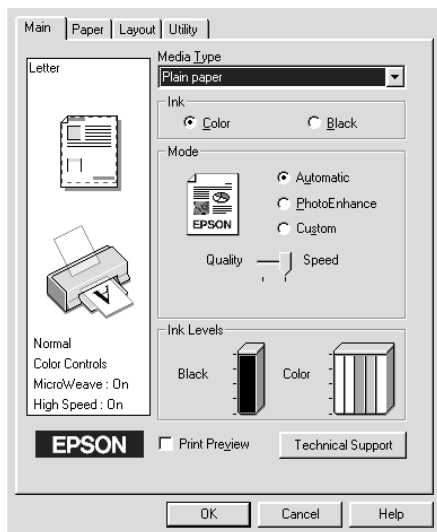 Main Paper Layout Utility
Letter
Media Type
Plain paper
Ink
Color Black
Mode
EPSON
Automatic
PhotoEnhance
Custom
Quality Speed
A
Normal
Color Controls
MicroWeave : On
High Speed : On
Ink Levels
Black Color
EPSON
Print Preview
Technical Support
OK Cancel Help